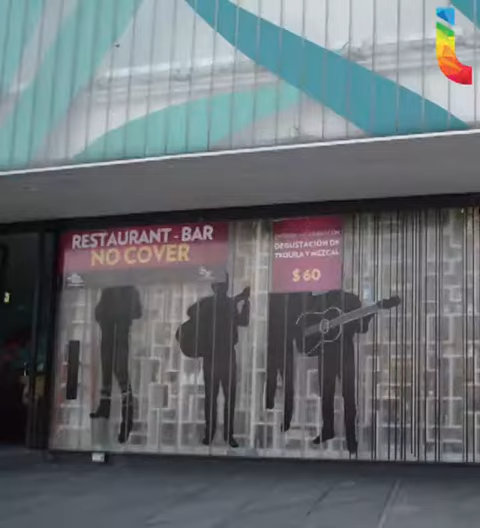 RESTAURANT - BAR
NO COVER
DEGUSTACIÓN DE
TEQUILA Y MEZCAL
$ 60